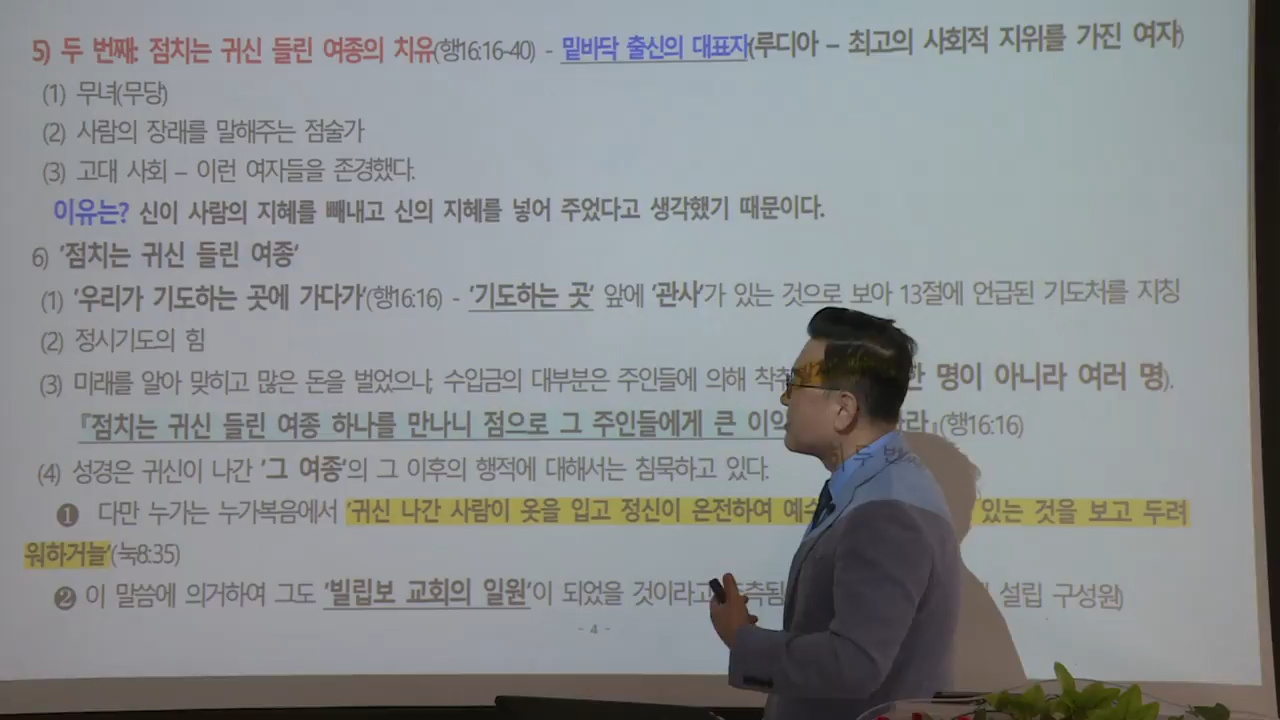 5) 두 번째: 점치는 귀신 들린 여종의 치유(행16:16-40) - 밑바닥 출신의 대표자(루디아 – 최고의 사회적 지위를 가진 여자)
(1) 무녀(무당)
(2) 사람의 장래를 말해주는 점술가
(3) 고대 사회 – 이런 여자들을 존경했다.
이유는? 신이 사람의 지혜를 빼내고 신의 지혜를 넣어 주었다고 생각했기 때문이다.
6) '점치는 귀신 들린 여종'
(1) '우리가 기도하는 곳에 가다가'(행16:16) - '기도하는 곳' 앞에 '관사'가 있는 것으로 보아 13절에 언급된 기도처를 지칭
(2) 정시기도의 힘
(3) 미래를 알아 맞히고 많은 돈을 벌었으나, 수입금의 대부분은 주인들에 의해 한 명이 아니라 여러 명).
『점치는 귀신 들린 여종 하나를 만나니 점으로 그 주인들에게 큰 (행16:16)
(4) 성경은 귀신이 나간 '그 여종'의 그 이후의 행적에 대해서는 침묵하고 있다.
❶ 다만 누가는 누가복음에서 '귀신 나간 사람이 옷을 입고 정신이 온전하여 있는 것을 보고 두려
워하거늘'(눅8:35)
❷ 이 말씀에 의거하여 그도 '빌립보 교회의 일원'이 되었을 것이라고 설립 구성원)
- 4 -